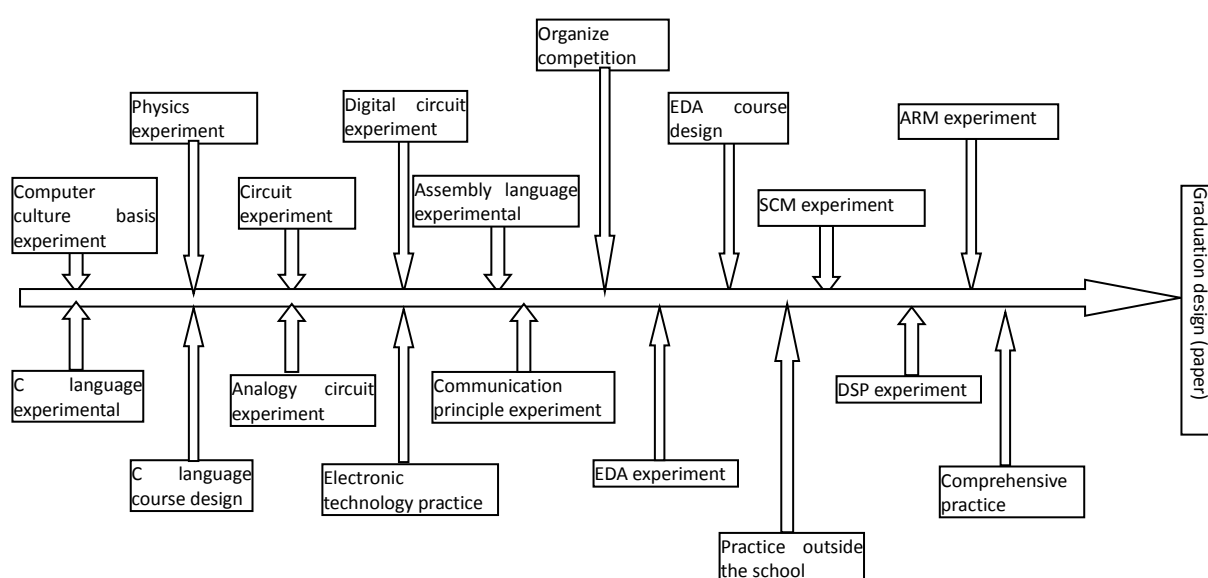 Organize
competition
Physics
experiment
Digital circuit
experiment
EDA course
design
ARM experiment
Computer
culture basis
experiment
Circuit
experiment
Assembly language
experimental
SCM experiment
Graduation design (paper)
C language
experimental
Analogy circuit
experiment
Communication
principle experiment
DSP experiment
C language
course design
Electronic
technology practice
EDA experiment
Comprehensive
practice
Practice outside
the school